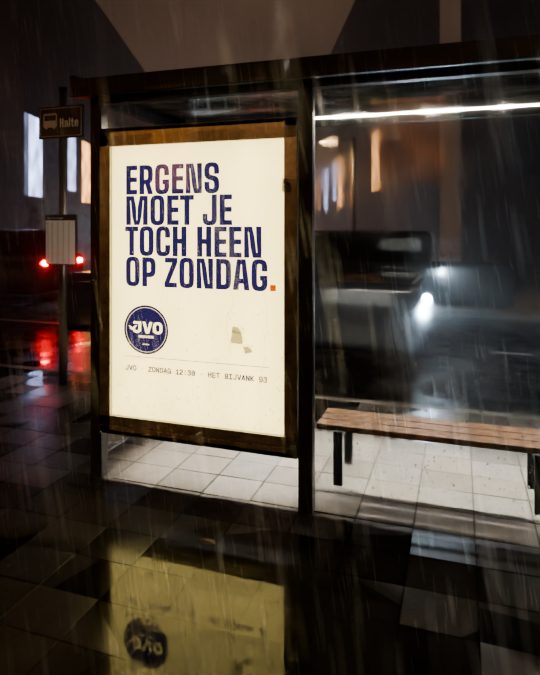 Halte
ERGENS
MOET JE
TOCH HEEN
OP ZONDAG.
JVO
JVO · ZONDAG 12:30 · HET BIJVANK 93